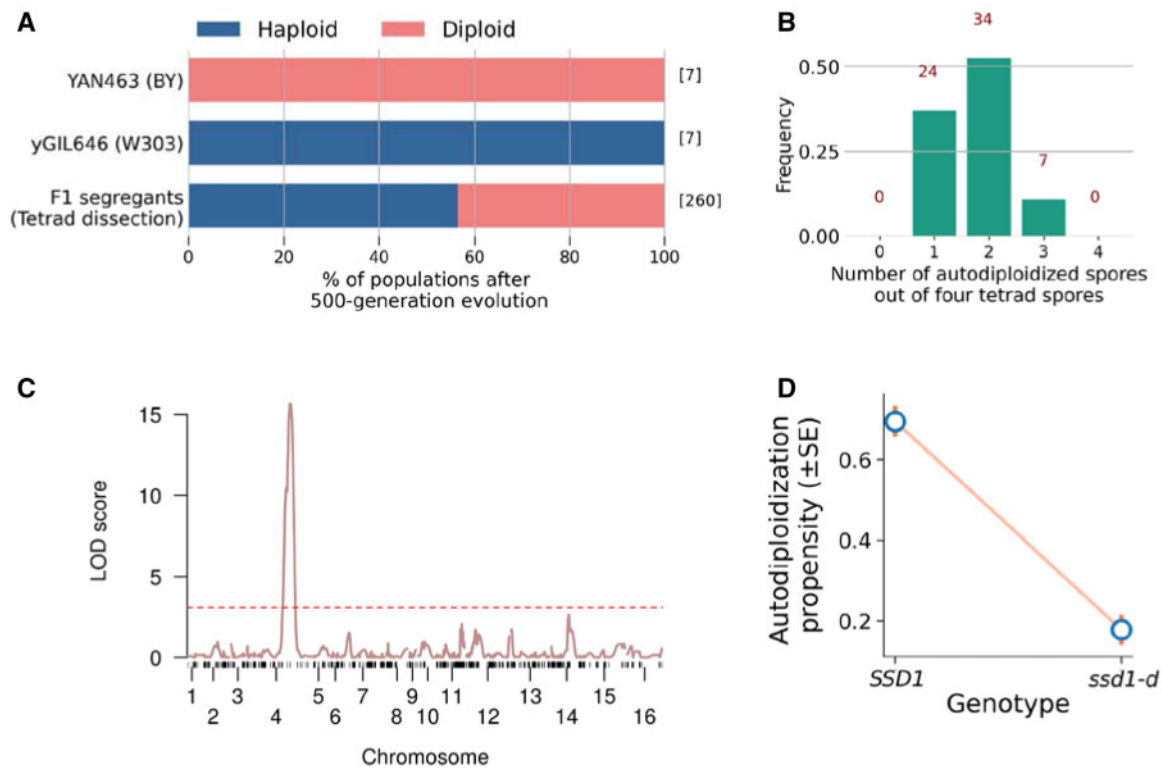 A
Haploid
Diploid
YAN463 (BY)
[7]
yGIL646 (W303)
[7]
F1 segregants
(Tetrad dissection)
[260]
0 20 40 60 80 100
% of populations after
500-generation evolution
B
34
24
7
0
0
0.50
0.25
0.00
Frequency
0 1 2 3 4
Number of autodiploidized spores
out of four tetrad spores
C
15
10
5
0
LOD score
1 3 5 7 9 11 13 15
2 4 6 8 10 12 14 16
Chromosome
D
Autodiploidization
propensity (±SE)
0.6
0.4
0.2
SSD1 ssd1-d
Genotype